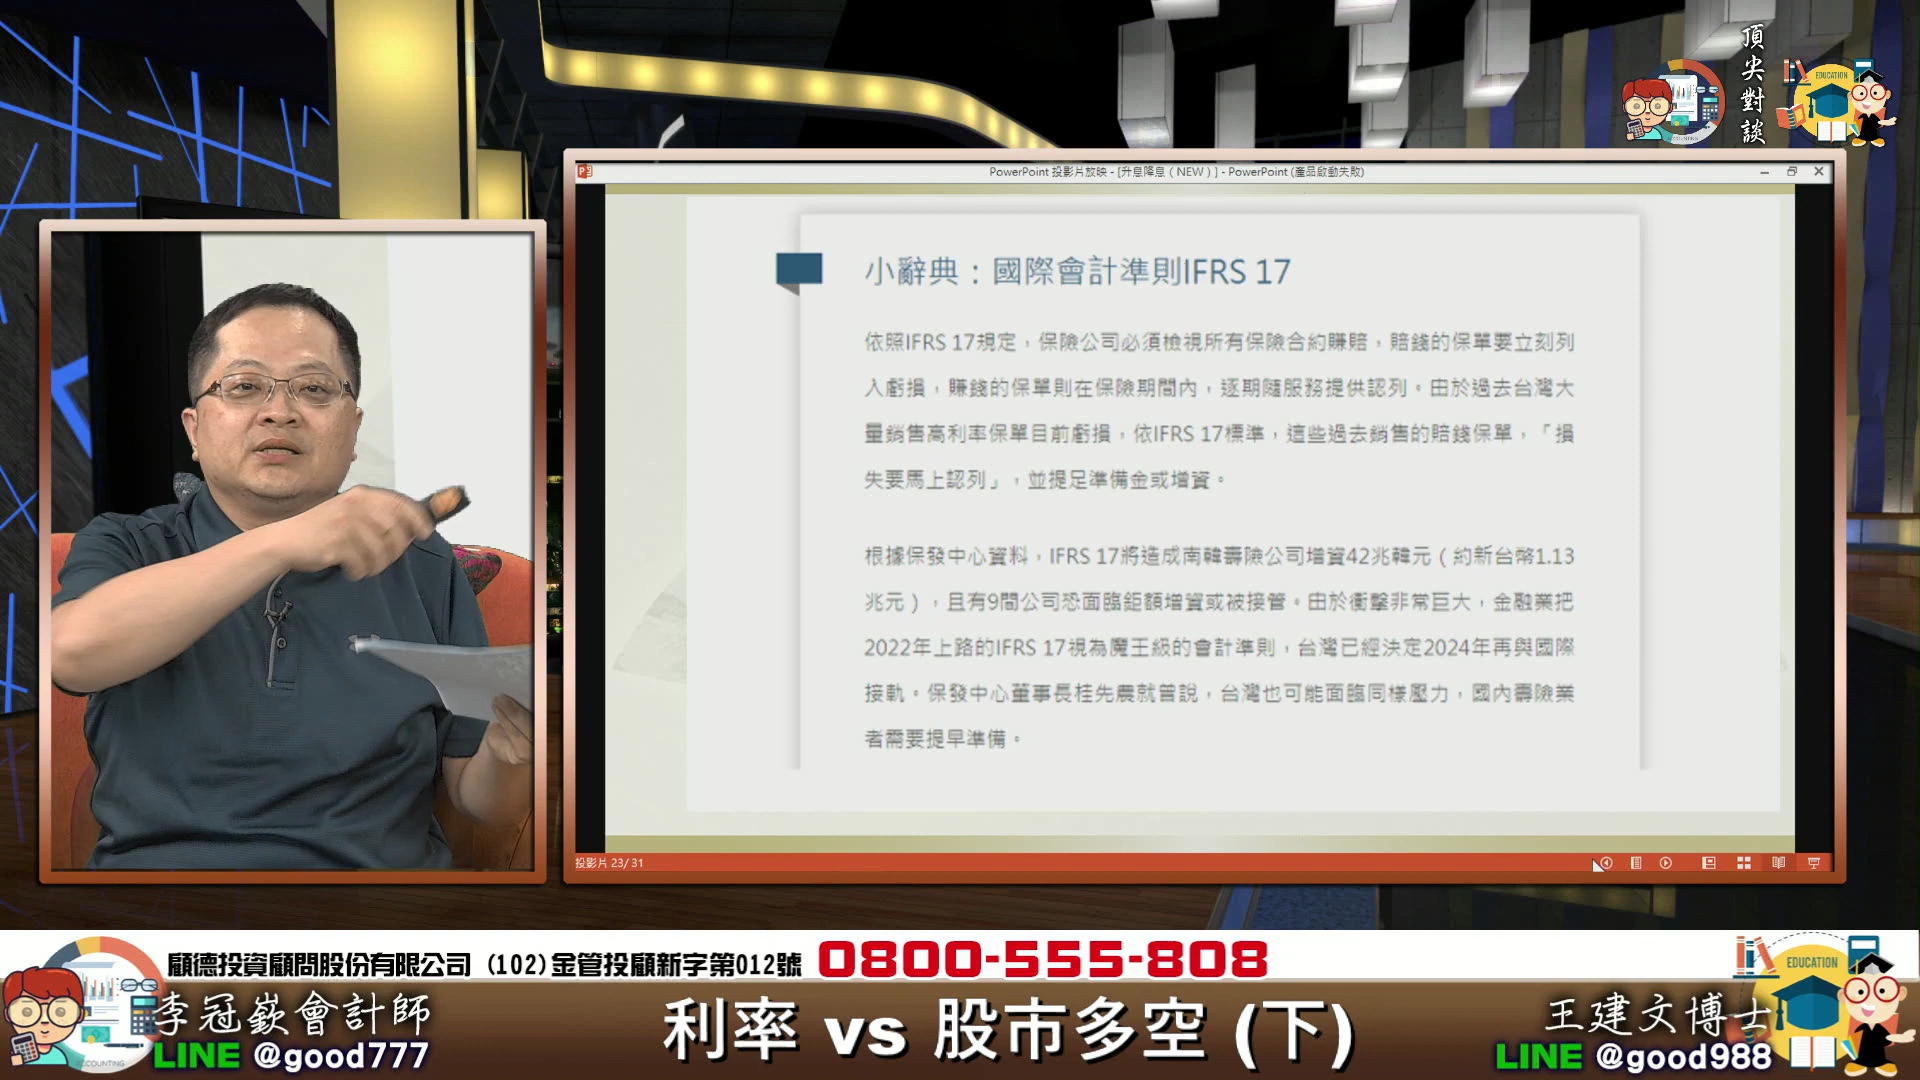 頂尖對談
EDUCATION
PowerPoint 投影片放映 - [升息降息 ( NEW ) ] - PowerPoint (產品啟動失敗)
小辭典：國際會計準則IFRS 17
依照IFRS 17規定，保險公司必須檢視所有保險合約賺賠，賠錢的保單要立刻列
入虧損，賺錢的保單則在保險期間內，逐期隨服務提供認列。由於過去台灣大
量銷售高利率保單目前虧損，依IFRS 17標準，這些過去銷售的賠錢保單，「損
失要馬上認列」，並提足準備金或增資。
根據保發中心資料，IFRS 17將造成南韓壽險公司增資42兆韓元（約新台幣1.13
兆元），且有9間公司恐面臨鉅額增資或被接管。由於衝擊非常巨大，金融業把
2022年上路的IFRS 17視為魔王級的會計準則，台灣已經決定2024年再與國際
接軌。保發中心董事長桂先農就曾說，台灣也可能面臨同樣壓力，國內壽險業
者需要提早準備。
投影片 23/ 31
顧德投資顧問股份有限公司 (102)金管投顧新字第012號 0800-555-808
EDUCATION
ACCOUNTING
李冠嶔會計師
LINE @good777
利率 vs 股市多空 (下)
王建文博士
LINE @good988